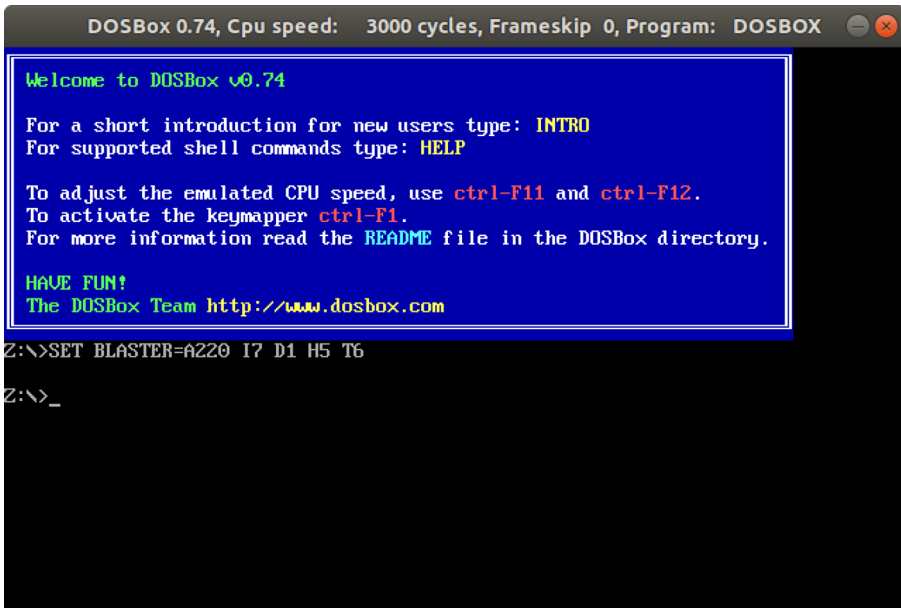 DOSBox 0.74, Cpu speed:    3000 cycles, Frameskip  0, Program:   DOSBOX
Welcome to DOSBox v0.74
For a short introduction for new users type: INTRO
For supported shell commands type: HELP
To adjust the emulated CPU speed, use ctrl-F11 and ctrl-F12.
To activate the keymapper ctrl-F1.
For more information read the README file in the DOSBox directory.
HAVE FUN!
The DOSBox Team http://www.dosbox.com
Z:\>SET BLASTER=A220 I7 D1 H5 T6
Z:\>_